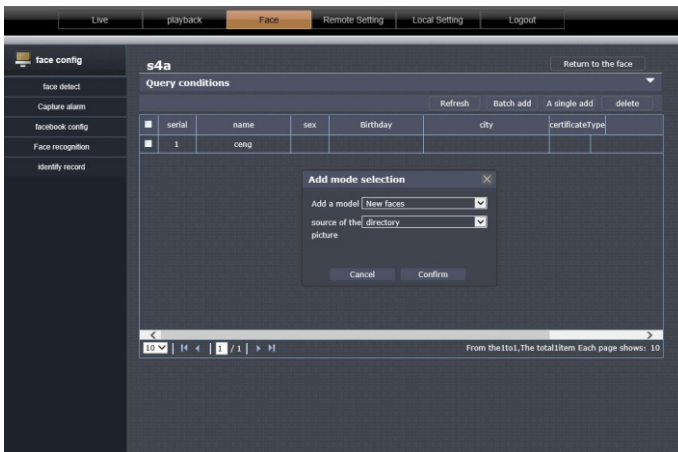 Live playback Face Remote Setting Local Setting Logout
face config
face detect
Capture alarm
facebook config
Face recognition
identify record
s4a
Return to the face
Query conditions
Refresh Batch add A single add delete
serial name sex Birthday city certificateType
1 ceng
Add mode selection
Add a model New faces
source of the directory
picture
Cancel Confirm
10 1 / 1 From the1to1,The total1item Each page shows: 10